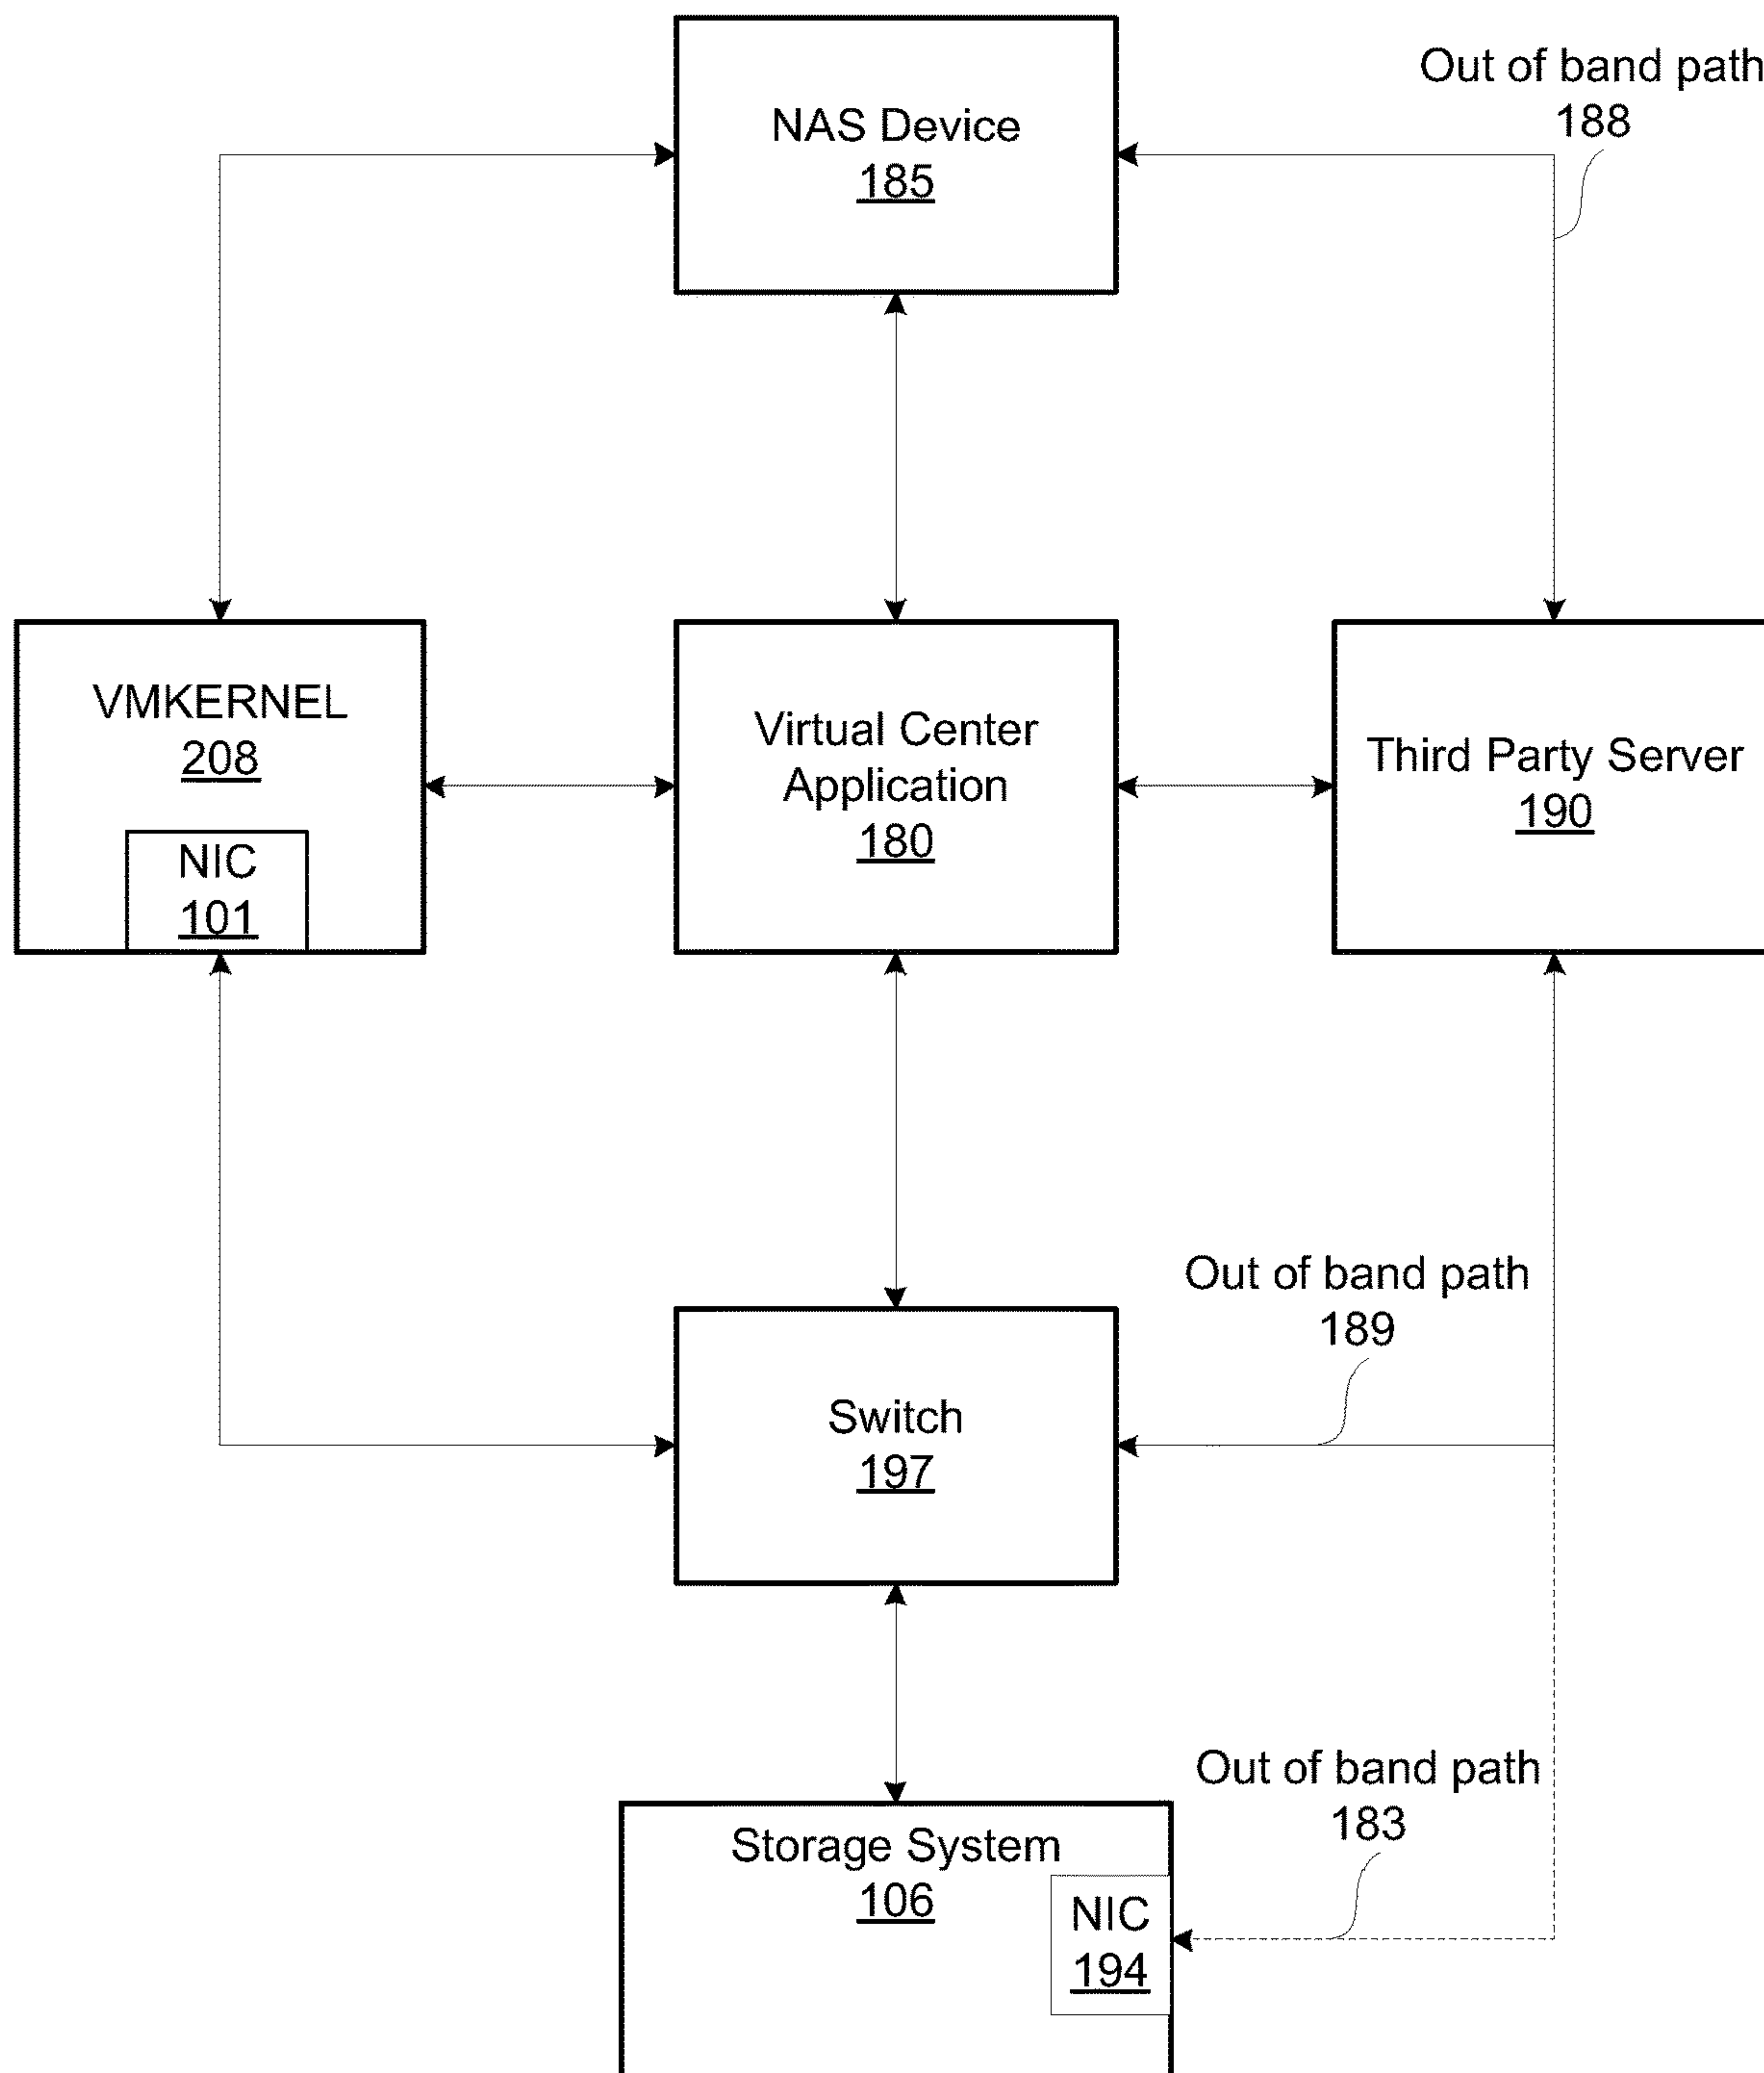 Out of band path
188
NAS Device
185
VMKERNEL
208
NIC
101
Virtual Center
Application
180
Third Party Server
190
Out of band path
189
Switch
197
Out of band path
183
Storage System
106
NIC
194